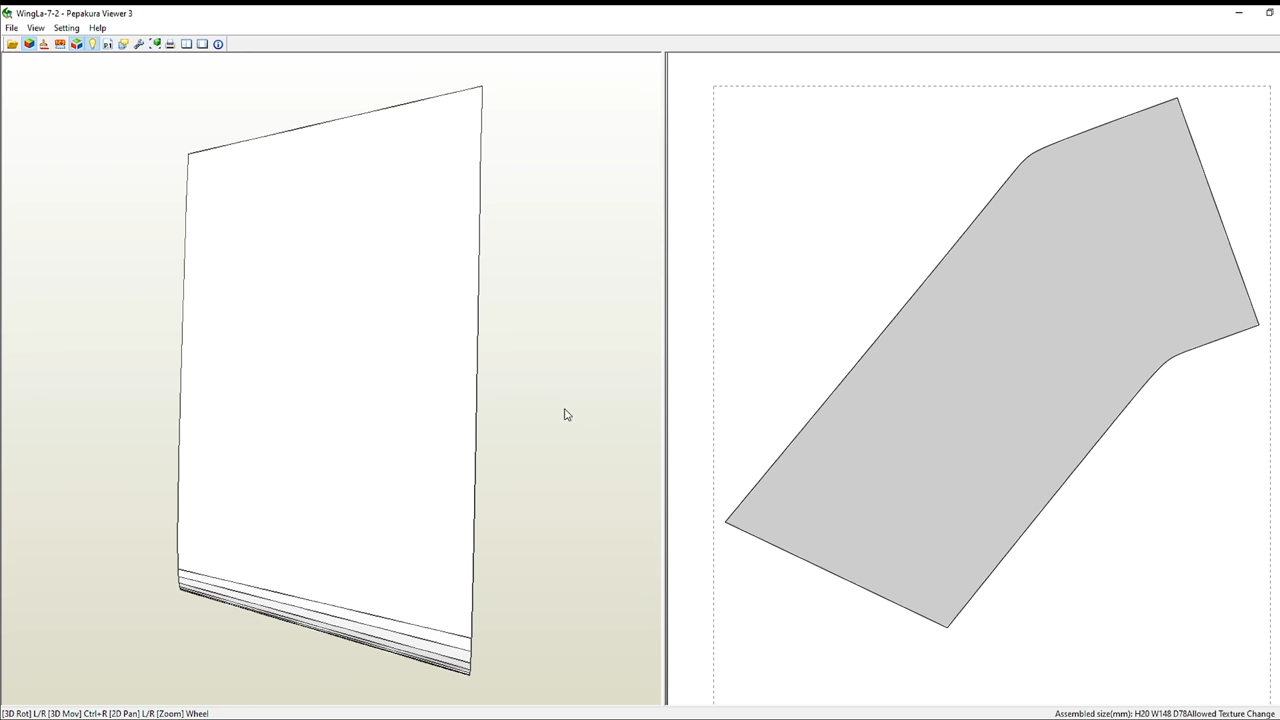 WingLa-7-2 - Pepakura Viewer 3
File View Setting Help
[3D Rot] L/R [3D Mov] Ctrl+R [2D Pan] L/R [Zoom] Wheel
Assembled size(mm): H20 W148 D78Allowed Texture Change